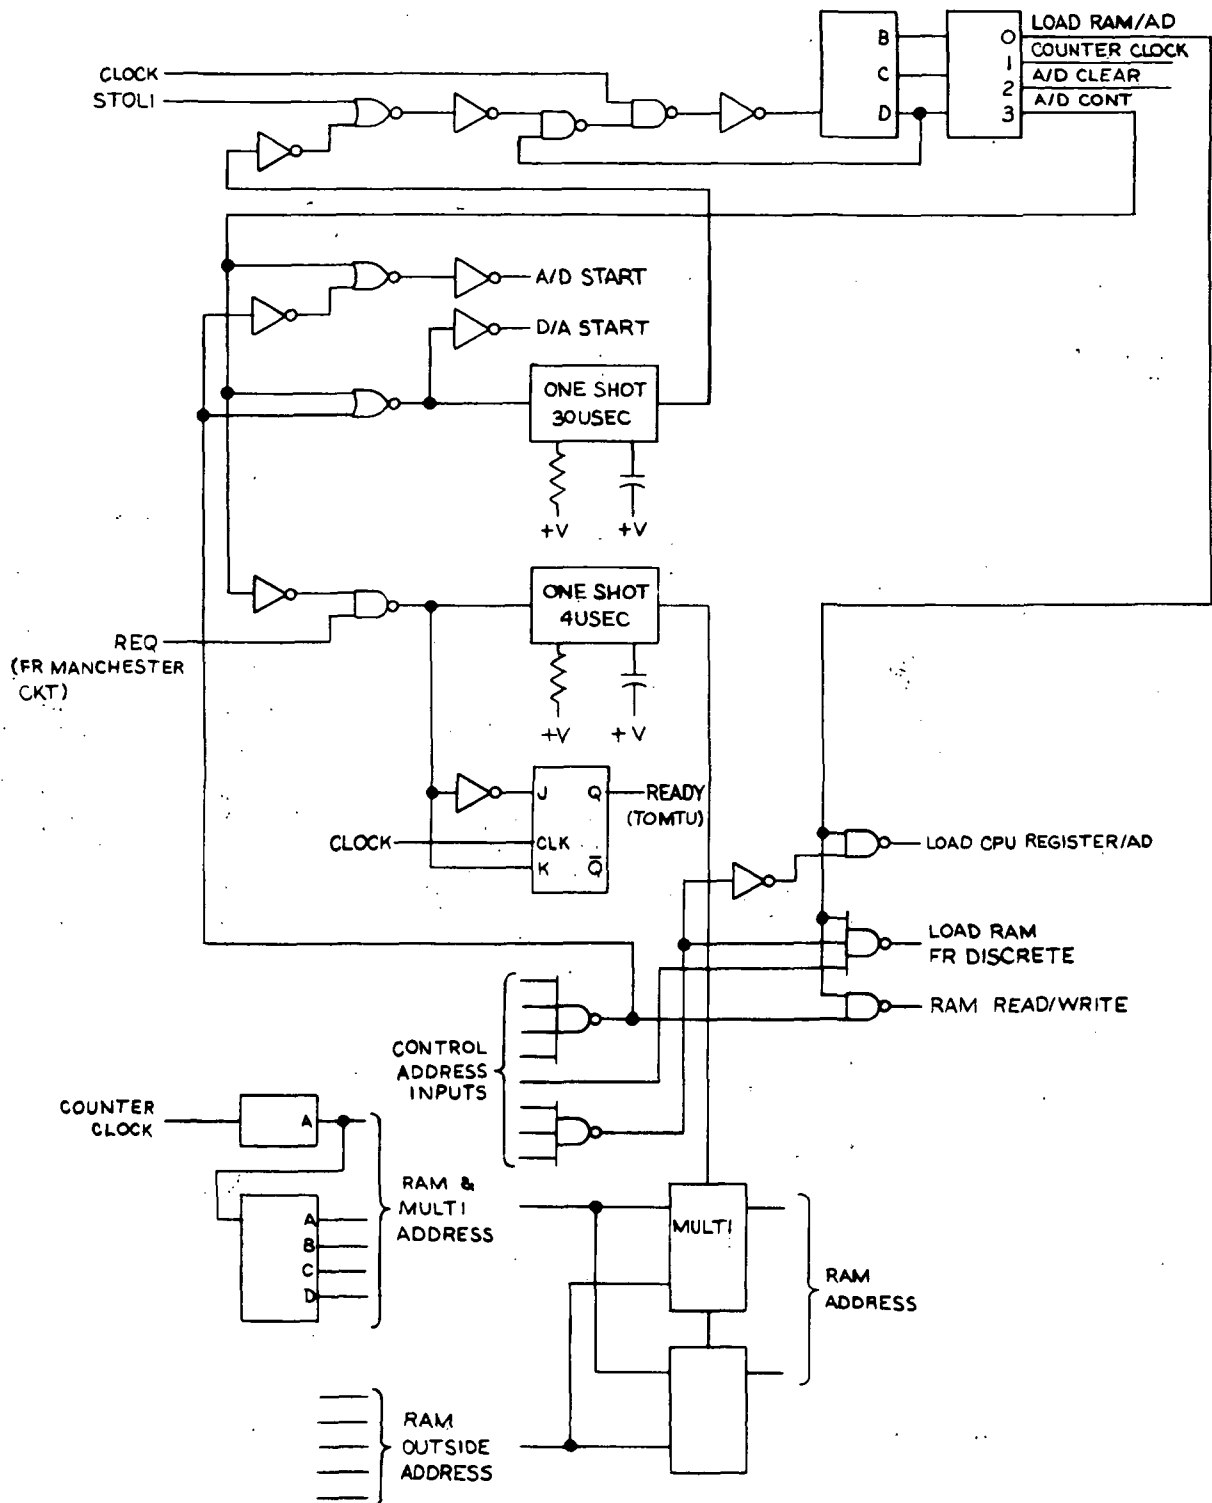 LOAD RAM/AD
B
0
COUNTER CLOCK
1
CLOCK
C
A/D CLEAR
2
STOLI
A/D CONT
D
3
A/D START
D/A START
ONE SHOT
30USEC
+V
+V
ONE SHOT
4USEC
REQ
(FR MANCHESTER
CKT)
+V
+V
J
Q
READY
(TOMTU)
CLOCK
CLK
K
Q̅
LOAD CPU REGISTER/AD
LOAD RAM
FR DISCRETE
RAM READ/WRITE
CONTROL
ADDRESS
INPUTS
COUNTER
CLOCK
A
RAM &
MULTI
ADDRESS
A
B
C
D
MULTI
RAM
ADDRESS
RAM
OUTSIDE
ADDRESS